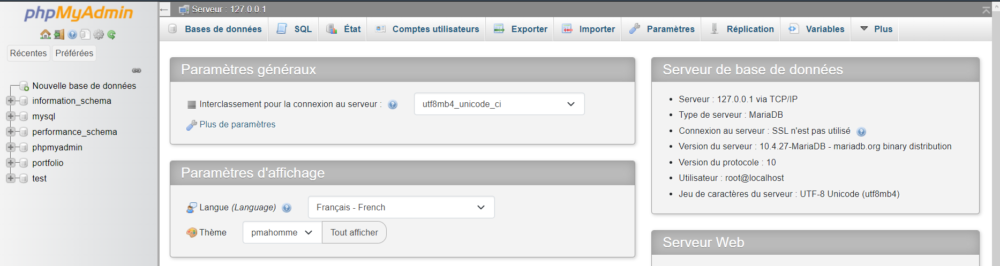 phpMyAdmin
Récentes Préférées
Nouvelle base de données
information_schema
mysql
performance_schema
phpmyadmin
portfolio
test
Serveur : 127.0.0.1
Bases de données SQL État Comptes utilisateurs Exporter Importer Paramètres Réplication Variables Plus
Paramètres généraux
Interclassement pour la connexion au serveur : utf8mb4_unicode_ci
Plus de paramètres
Paramètres d'affichage
Langue (Language) Français - French
Thème pmahomme Tout afficher
Serveur de base de données
• Serveur : 127.0.0.1 via TCP/IP
• Type de serveur : MariaDB
• Connexion au serveur : SSL n'est pas utilisé
• Version du serveur : 10.4.27-MariaDB - mariadb.org binary distribution
• Version du protocole : 10
• Utilisateur : root@localhost
• Jeu de caractères du serveur : UTF-8 Unicode (utf8mb4)
Serveur Web